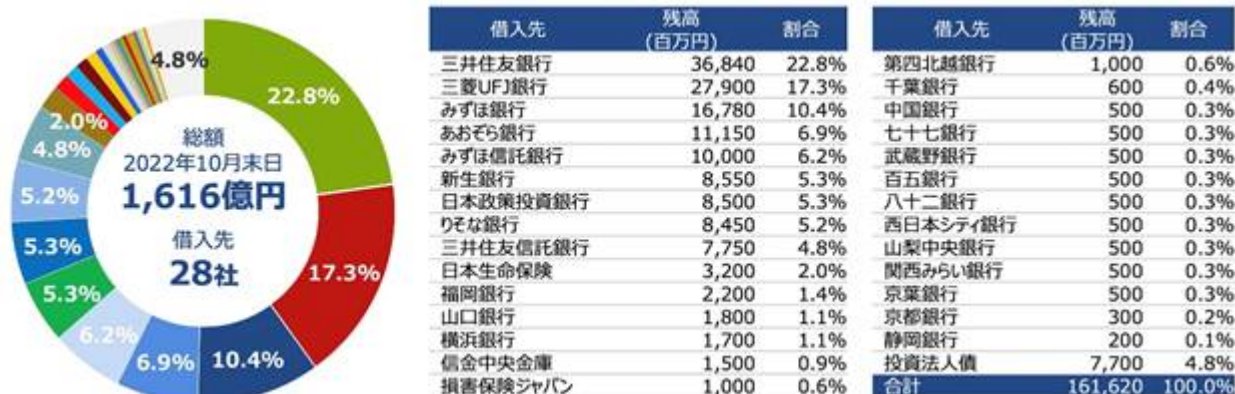 4.8%
22.8%
2.0%
4.8%
5.2%
5.3%
5.3%
6.2%
6.9%
10.4%
17.3%
総額
2022年10月末日
1,616億円
借入先
28社
借入先 残高(百万円) 割合
三井住友銀行 36,840 22.8%
三菱UFJ銀行 27,900 17.3%
みずほ銀行 16,780 10.4%
あおぞら銀行 11,150 6.9%
みずほ信託銀行 10,000 6.2%
新生銀行 8,550 5.3%
日本政策投資銀行 8,500 5.3%
りそな銀行 8,450 5.2%
三井住友信託銀行 7,750 4.8%
日本生命保険 3,200 2.0%
福岡銀行 2,200 1.4%
山口銀行 1,800 1.1%
横浜銀行 1,700 1.1%
信金中央金庫 1,500 0.9%
損害保険ジャパン 1,000 0.6%
借入先 残高(百万円) 割合
第四北越銀行 1,000 0.6%
千葉銀行 600 0.4%
中国銀行 500 0.3%
七十七銀行 500 0.3%
武蔵野銀行 500 0.3%
百五銀行 500 0.3%
八十二銀行 500 0.3%
西日本シティ銀行 500 0.3%
山梨中央銀行 500 0.3%
関西みらい銀行 500 0.3%
京葉銀行 500 0.3%
京都銀行 300 0.2%
静岡銀行 200 0.1%
投資法人債 7,700 4.8%
合計 161,620 100.0%